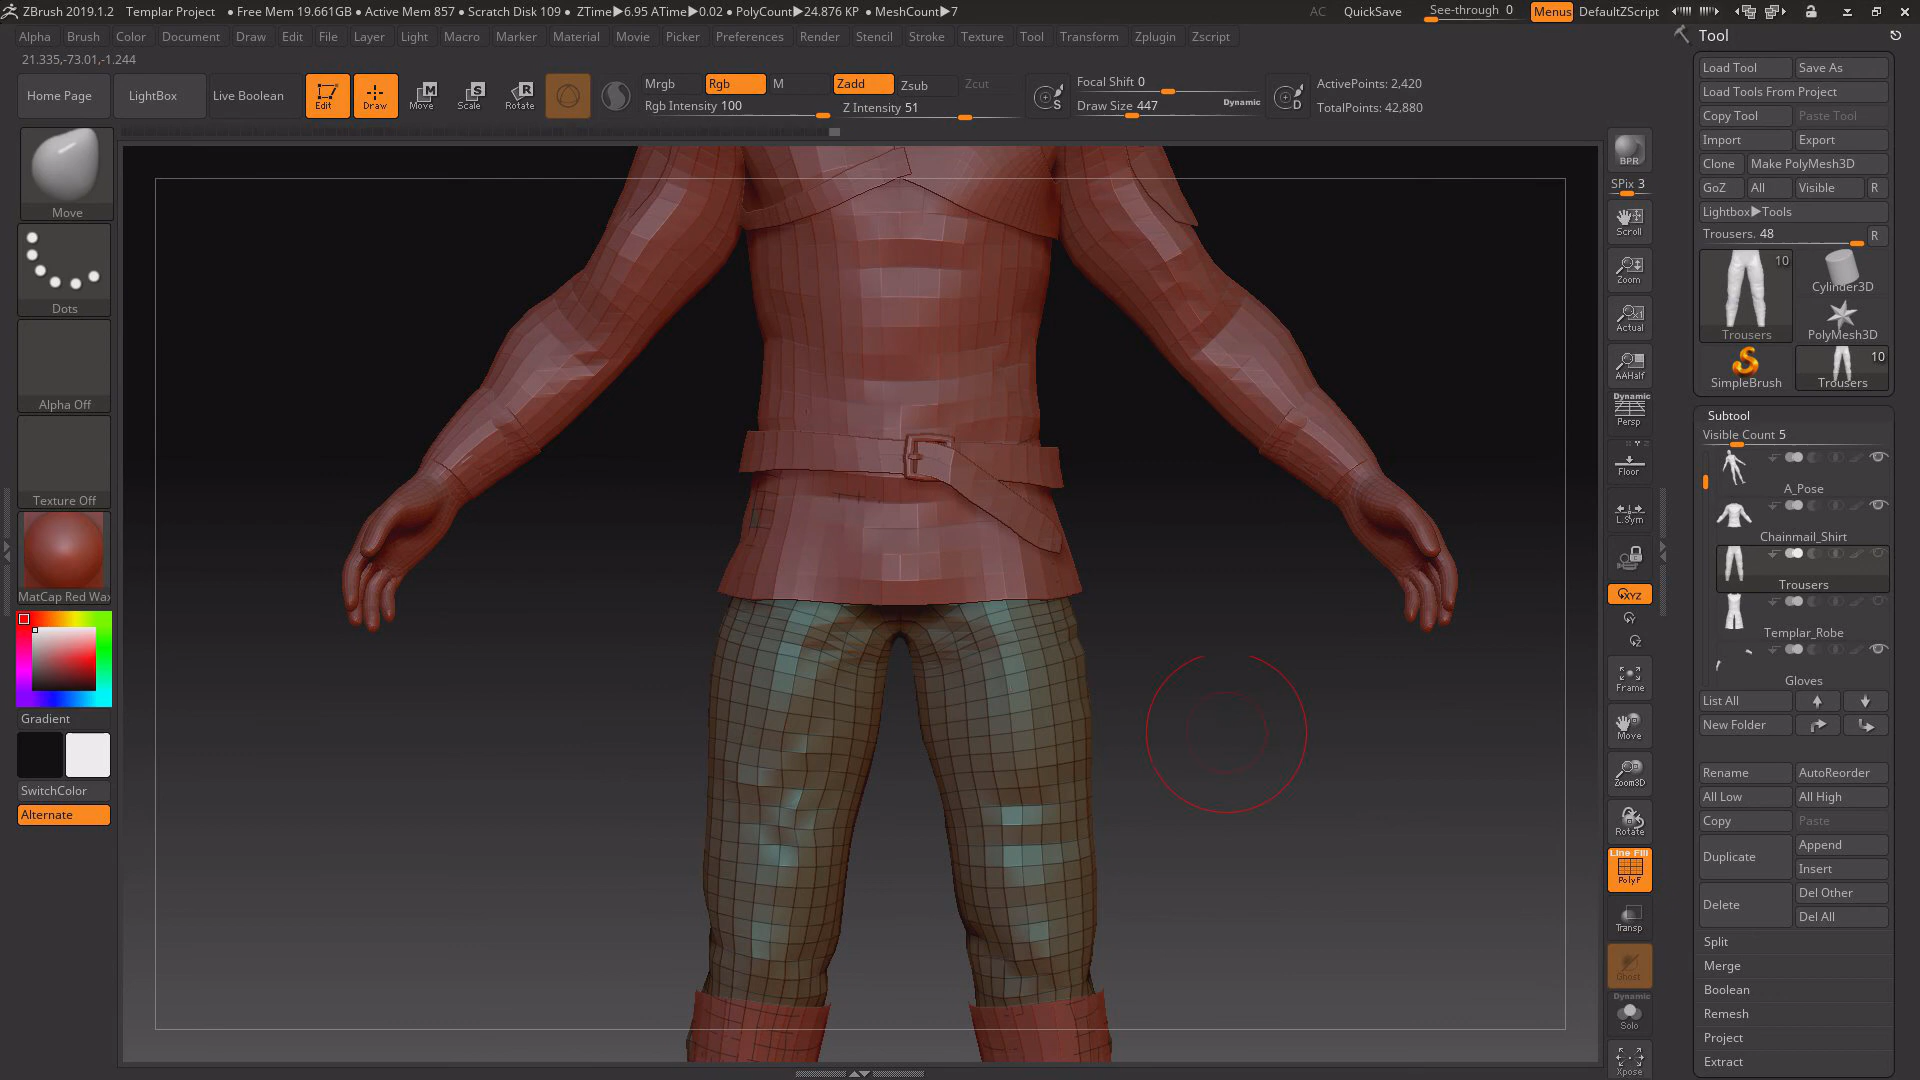 ZBrush 2019.1.2 Templar Project • Free Mem 19.661GB • Active Mem 857 • Scratch Disk 109 • ZTime▶6.95 ATime▶0.02 • PolyCount▶24.876 KP • MeshCount▶7 AC QuickSave See-through 0 Menus DefaultZScript
Alpha Brush Color Document Draw Edit File Layer Light Macro Marker Material Movie Picker Preferences Render Stencil Stroke Texture Tool Transform Zplugin Zscript
Tool
21.335,-73.01,-1.244
Home Page LightBox Live Boolean Edit Draw Move Scale Rotate
Mrgb Rgb M Zadd Zsub Zcut
Rgb Intensity 100 Z Intensity 51
Focal Shift 0
Draw Size 447 Dynamic
S D
ActivePoints: 2,420
TotalPoints: 42,880
Move
Dots
Alpha Off
Texture Off
MatCap Red Wax
Gradient
SwitchColor
Alternate
BPR
SPix 3
Scroll
Zoom
Actual
AAHalf
Dynamic
Persp
Floor
L.Sym
XYZ
Y
Z
Frame
Move
Zoom3D
Rotate
Line Fill
PolyF
Transp
Ghost
Dynamic
Solo
Xpose
Load Tool Save As
Load Tools From Project
Copy Tool Paste Tool
Import Export
Clone Make PolyMesh3D
GoZ All Visible R
Lightbox▶Tools
Trousers. 48 R
10
Trousers
Cylinder3D
PolyMesh3D
SimpleBrush
10
Trousers
Subtool
Visible Count 5
A_Pose
Chainmail_Shirt
Trousers
Templar_Robe
Gloves
List All
New Folder
Rename AutoReorder
All Low All High
Copy Paste
Duplicate Append
Insert
Delete Del Other
Del All
Split
Merge
Boolean
Remesh
Project
Extract